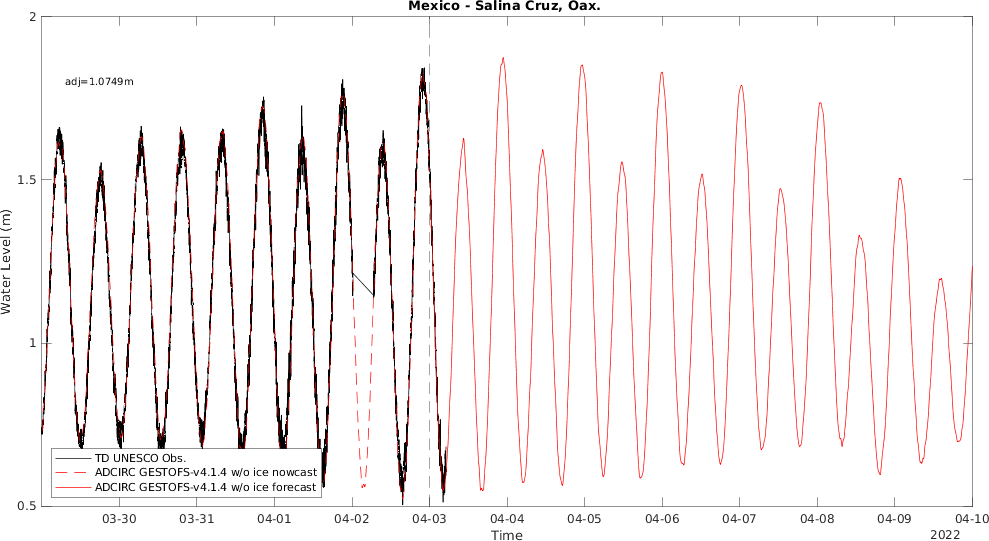 Mexico - Salina Cruz, Oax.
2
adj=1.0749m
1.5
Water Level (m)
1
TD UNESCO Obs.
ADCIRC GESTOFS-v4.1.4 w/o ice nowcast
ADCIRC GESTOFS-v4.1.4 w/o ice forecast
0.5
03-30 03-31 04-01 04-02 04-03 04-04 04-05 04-06 04-07 04-08 04-09 04-10
Time
2022